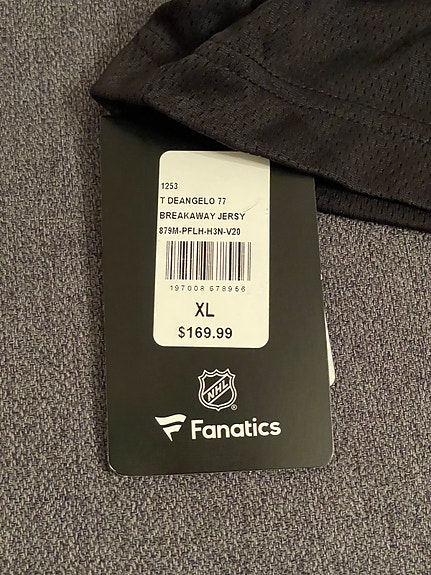 1253
T DEANGELO 77
BREAKAWAY JERSY
879M-PFLH-H3N-V20
197008 678956
XL
$169.99
NHL
®
Fanatics